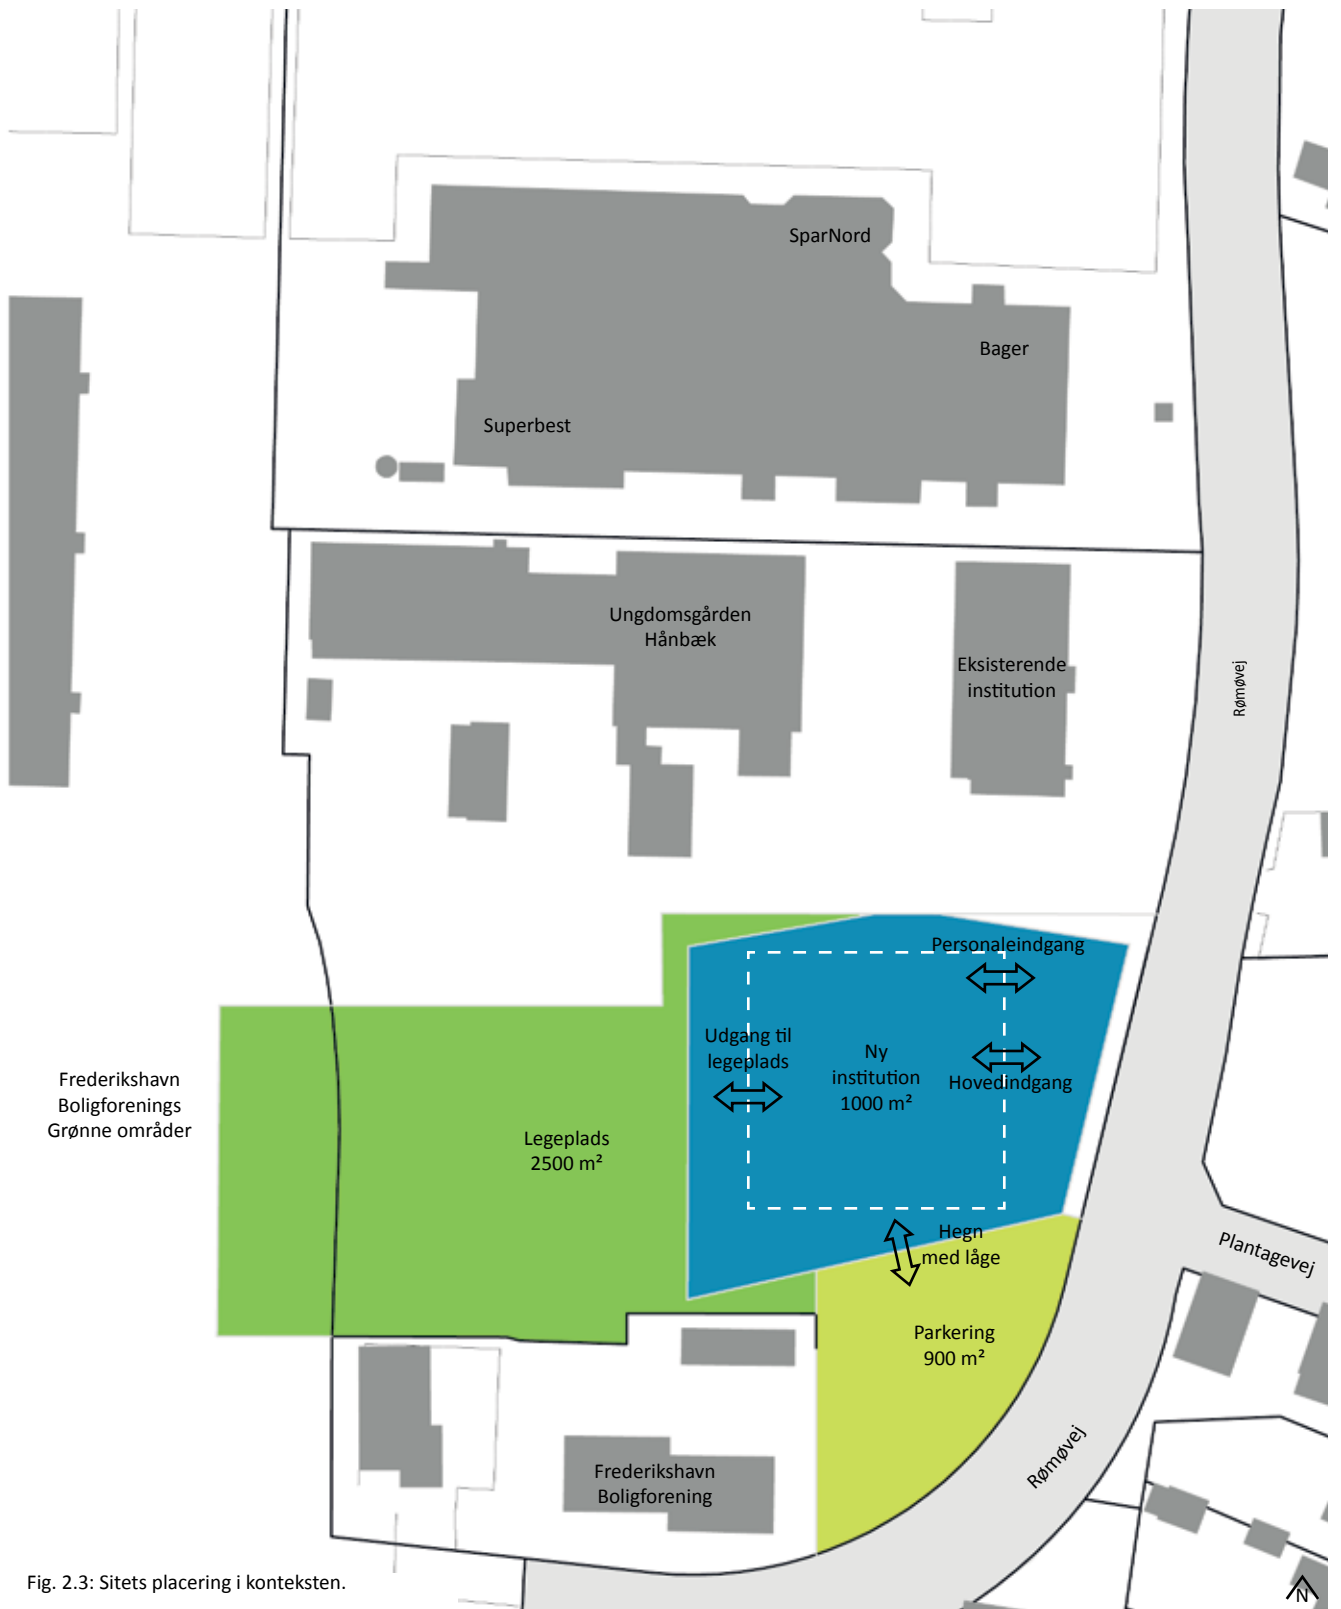 SparNord
Bager
Superbest
Ungdomsgården
Hånbæk
Eksisterende
institution
Rømøvej
Personaleindgang
Udgang til
legeplads
Ny
institution
1000 m²
Hovedindgang
Frederikshavn
Boligforenings
Grønne områder
Legeplads
2500 m²
Hegn
med låge
Plantagevej
Parkering
900 m²
Rømøvej
Frederikshavn
Boligforening
Fig. 2.3: Sitets placering i konteksten.
N